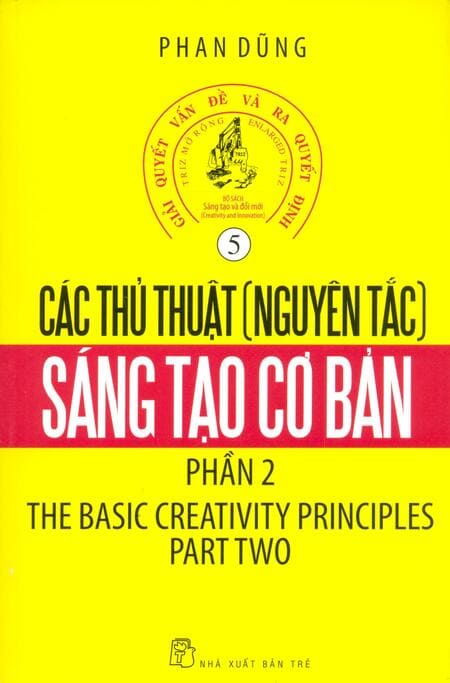 PHAN DŨNG
GIẢI QUYẾT VẤN ĐỀ VÀ RA QUYẾT ĐỊNH
TRIZ MỞ RỘNG ENLARGED TRIZ
TRIZ
BỘ SÁCH
Sáng tạo và đổi mới
(Creativity and Innovation)
5
CÁC THỦ THUẬT (NGUYÊN TẮC)
SÁNG TẠO CƠ BẢN
PHẦN 2
THE BASIC CREATIVITY PRINCIPLES
PART TWO
NHÀ XUẤT BẢN TRẺ